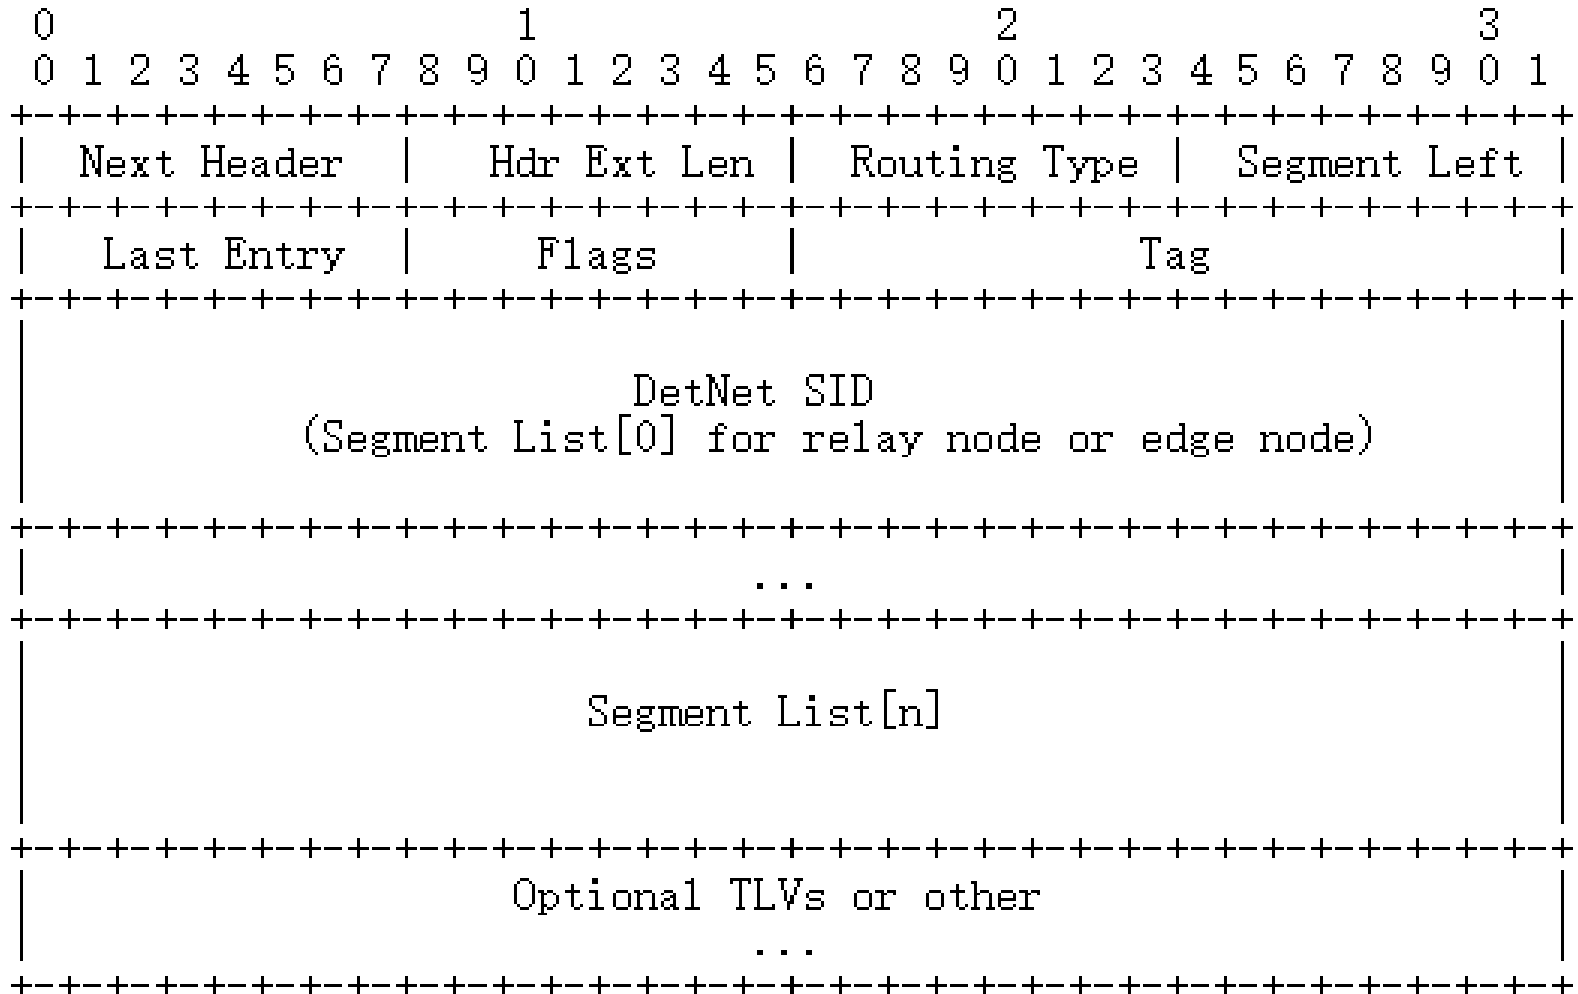 0                   1                   2                   3
0 1 2 3 4 5 6 7 8 9 0 1 2 3 4 5 6 7 8 9 0 1 2 3 4 5 6 7 8 9 0 1
+-+-+-+-+-+-+-+-+-+-+-+-+-+-+-+-+-+-+-+-+-+-+-+-+-+-+-+-+-+-+-+-+
| Next Header | Hdr Ext Len | Routing Type | Segment Left |
+-+-+-+-+-+-+-+-+-+-+-+-+-+-+-+-+-+-+-+-+-+-+-+-+-+-+-+-+-+-+-+-+
| Last Entry | Flags | Tag |
+-+-+-+-+-+-+-+-+-+-+-+-+-+-+-+-+-+-+-+-+-+-+-+-+-+-+-+-+-+-+-+-+
DetNet SID
(Segment List[0] for relay node or edge node)
+-+-+-+-+-+-+-+-+-+-+-+-+-+-+-+-+-+-+-+-+-+-+-+-+-+-+-+-+-+-+-+-+
| ... |
+-+-+-+-+-+-+-+-+-+-+-+-+-+-+-+-+-+-+-+-+-+-+-+-+-+-+-+-+-+-+-+-+
Segment List[n]
+-+-+-+-+-+-+-+-+-+-+-+-+-+-+-+-+-+-+-+-+-+-+-+-+-+-+-+-+-+-+-+-+
| Optional TLVs or other |
| ... |
+-+-+-+-+-+-+-+-+-+-+-+-+-+-+-+-+-+-+-+-+-+-+-+-+-+-+-+-+-+-+-+-+